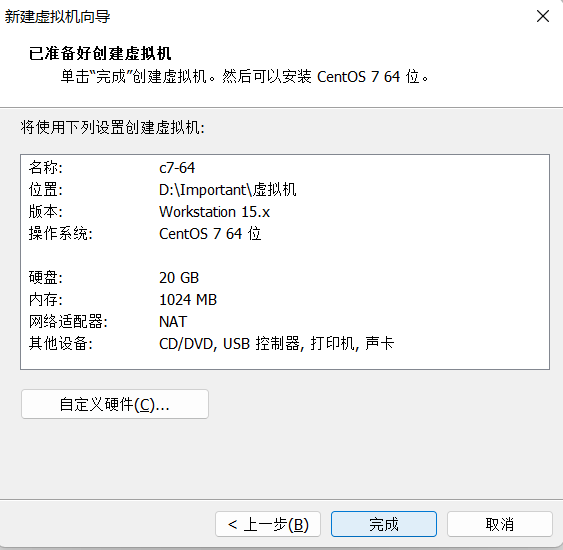 新建虚拟机向导
已准备好创建虚拟机
单击“完成”创建虚拟机。然后可以安装 CentOS 7 64 位。
将使用下列设置创建虚拟机:
名称: c7-64
位置: D:\Important\虚拟机
版本: Workstation 15.x
操作系统: CentOS 7 64 位
硬盘: 20 GB
内存: 1024 MB
网络适配器: NAT
其他设备: CD/DVD, USB 控制器, 打印机, 声卡
自定义硬件(C)...
< 上一步(B) 完成 取消